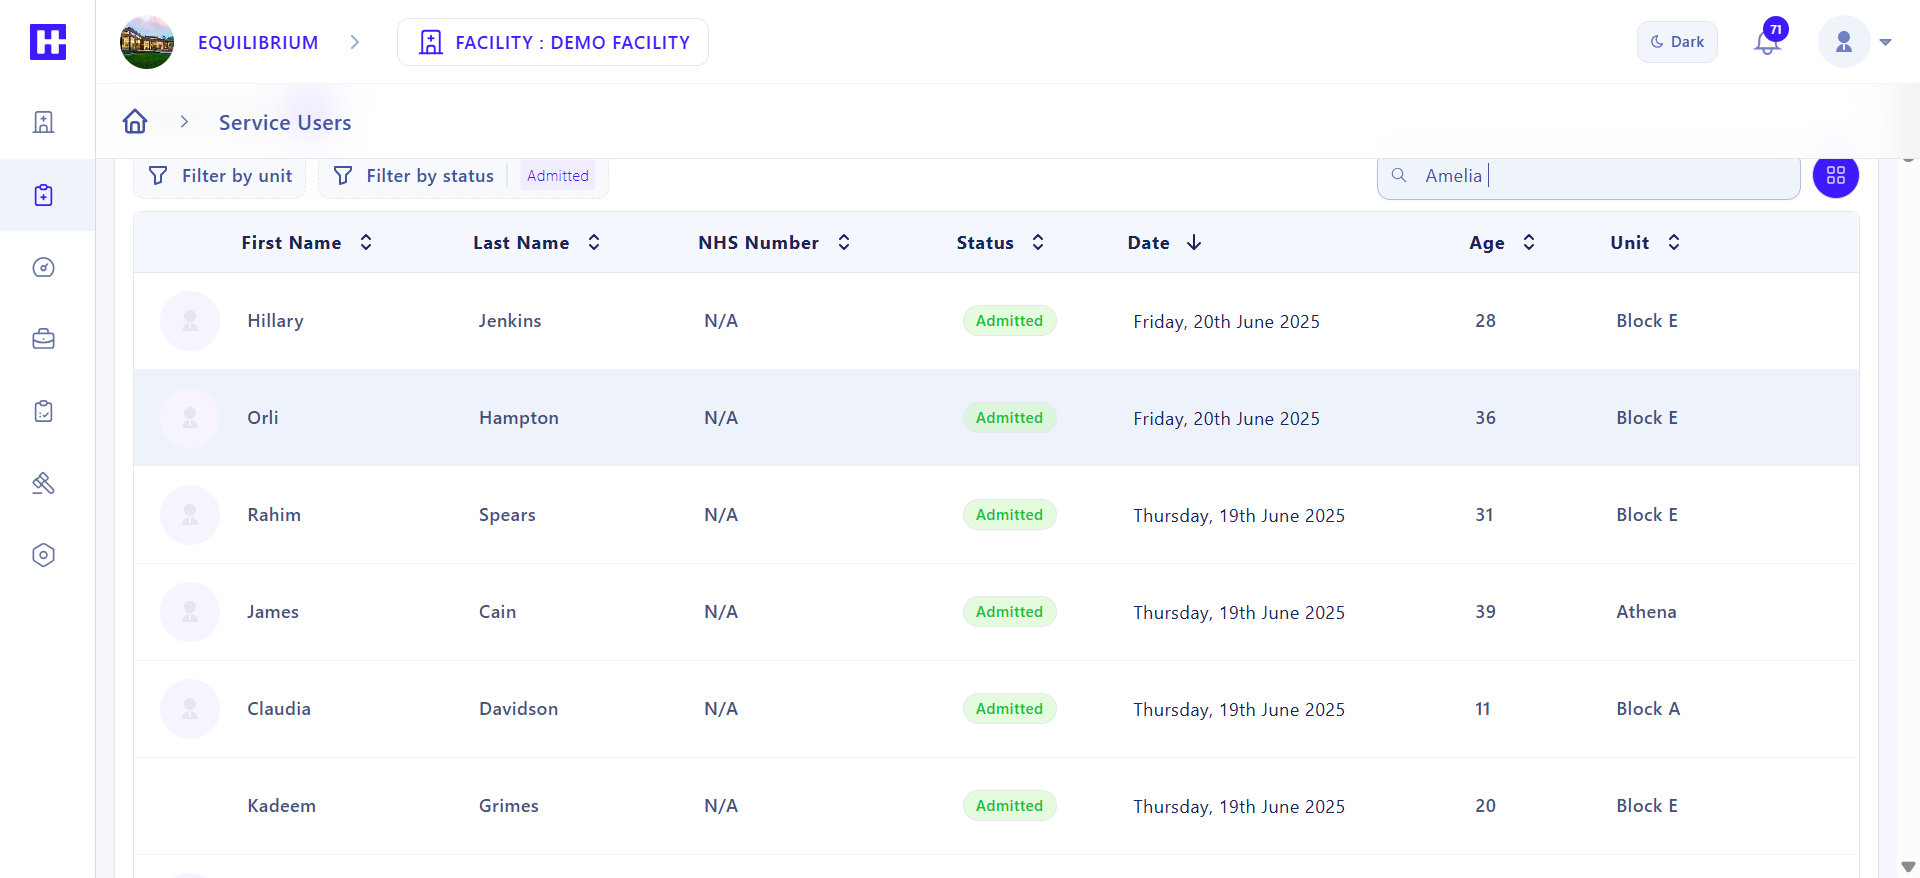 EQUILIBRIUM
FACILITY : DEMO FACILITY
Dark
71
Service Users
Filter by unit
Filter by status
Admitted
Amelia
First Name Last Name NHS Number Status Date Age Unit
Hillary Jenkins N/A Admitted Friday, 20th June 2025 28 Block E
Orli Hampton N/A Admitted Friday, 20th June 2025 36 Block E
Rahim Spears N/A Admitted Thursday, 19th June 2025 31 Block E
James Cain N/A Admitted Thursday, 19th June 2025 39 Athena
Claudia Davidson N/A Admitted Thursday, 19th June 2025 11 Block A
Kadeem Grimes N/A Admitted Thursday, 19th June 2025 20 Block E